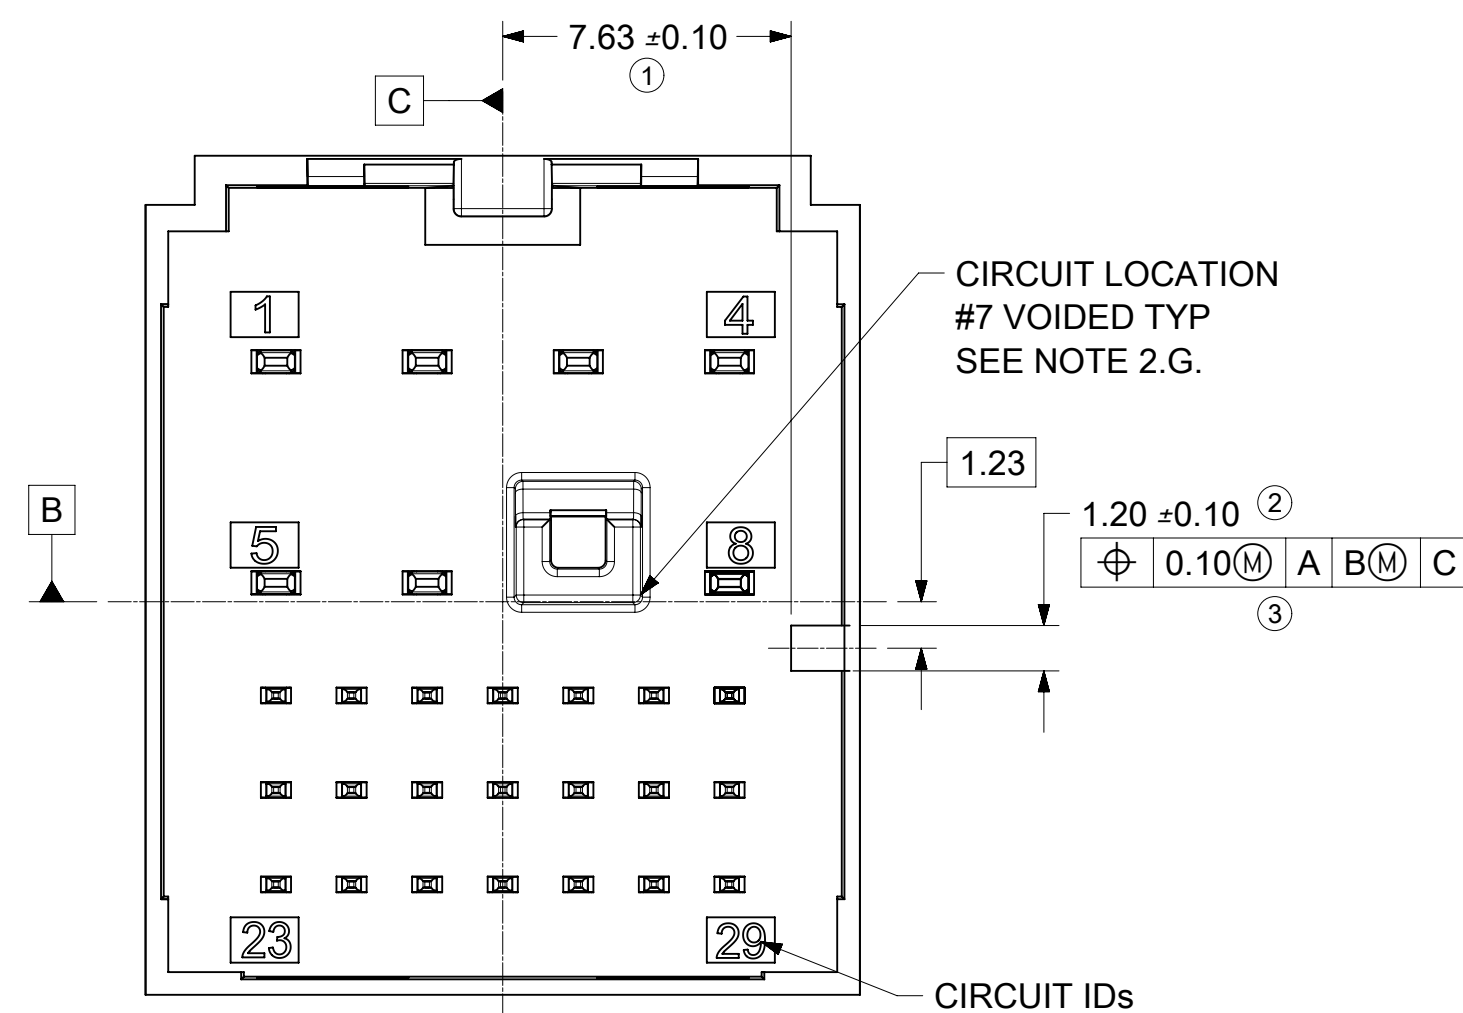 7.63 ±0.10
1
C
CIRCUIT LOCATION
#7 VOIDED TYP
SEE NOTE 2.G.
1
4
1.23
B
1.20 ±0.10 2
⌖ 0.10Ⓜ A BⓂ C
3
5
8
23
29
CIRCUIT IDs